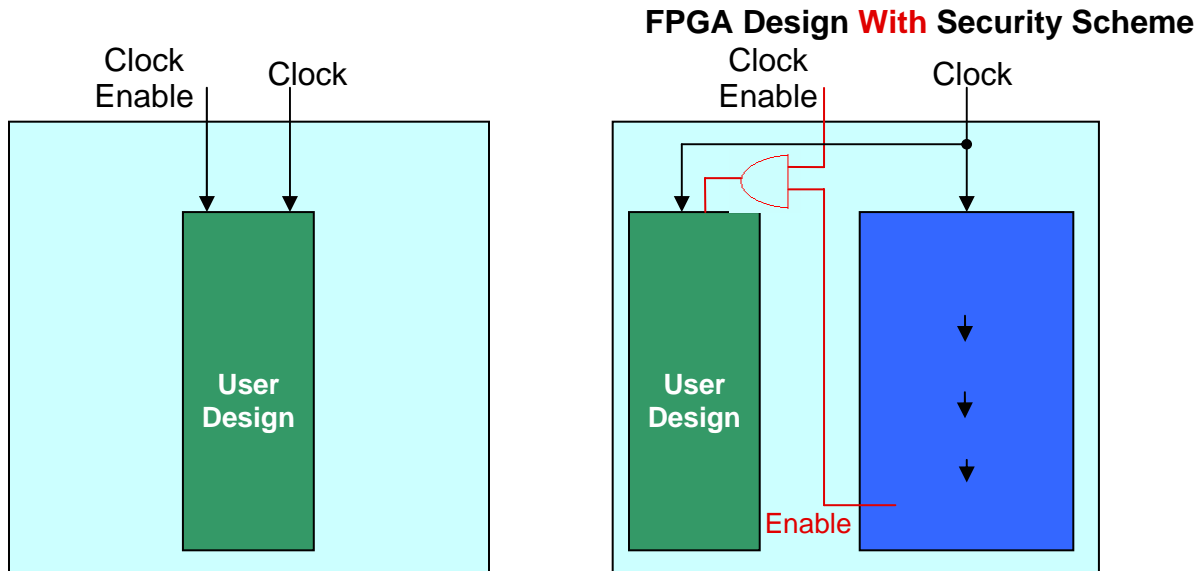 FPGA Design With Security Scheme
Clock
Enable
Clock
User
Design
Clock
Enable
Clock
User
Design
Enable